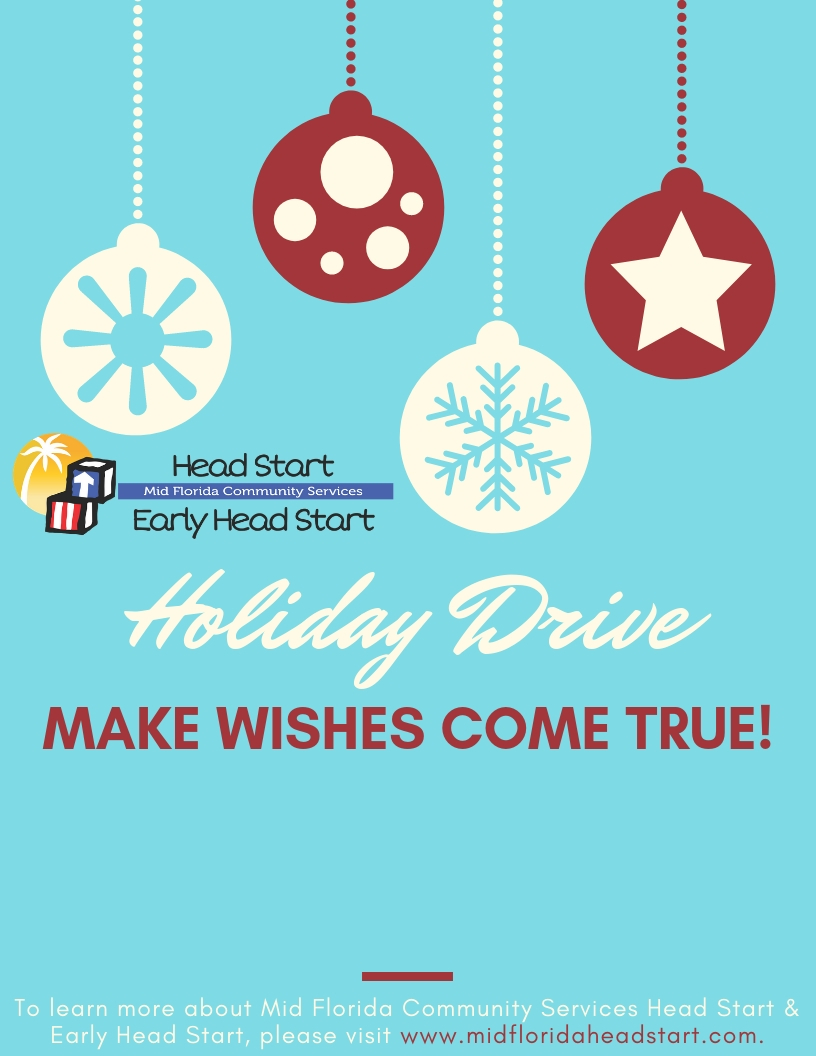 Head Start
Mid Florida Community Services
Early Head Start
Holiday Drive
MAKE WISHES COME TRUE!
To learn more about Mid Florida Community Services Head Start &
Early Head Start, please visit www.midfloridaheadstart.com.